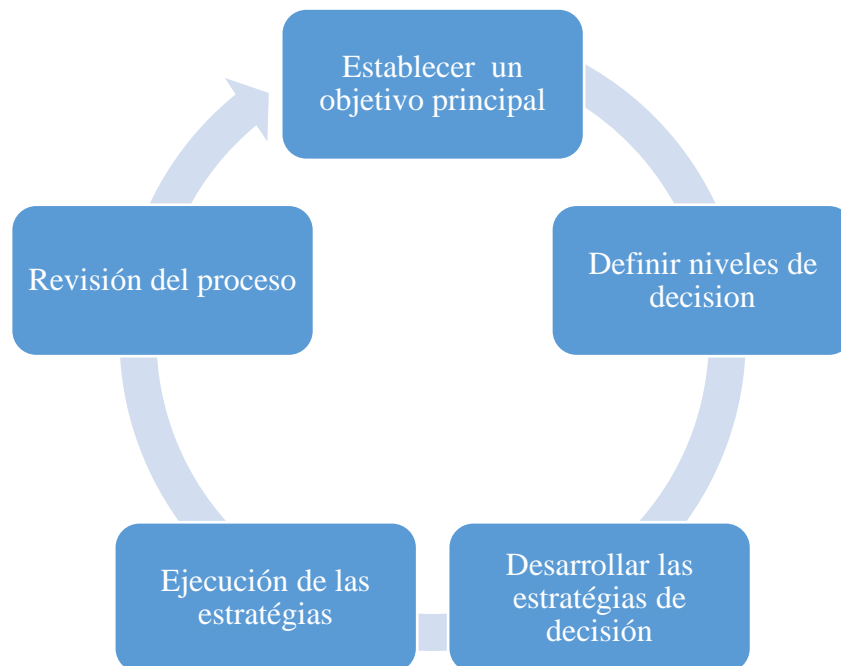 Establecer un
objetivo principal
Definir niveles de
decision
Desarrollar las
estratégias de
decisión
Ejecución de las
estratégias
Revisión del proceso